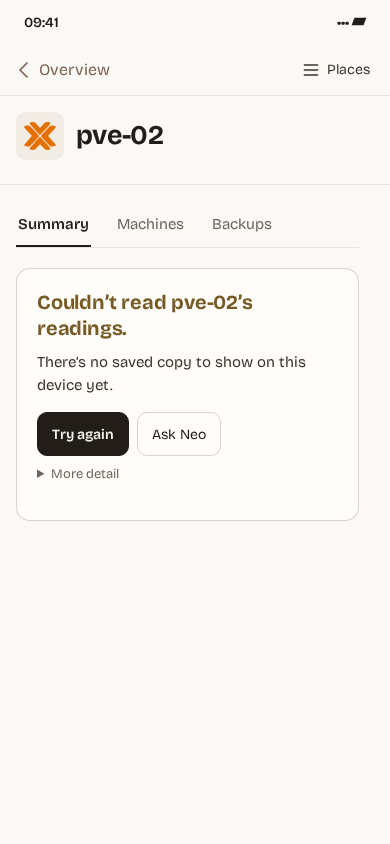 09:41
Overview
Places
pve-02
Summary
Machines
Backups
Couldn’t read pve-02’s
readings.
There’s no saved copy to show on this
device yet.
Try again
Ask Neo
More detail